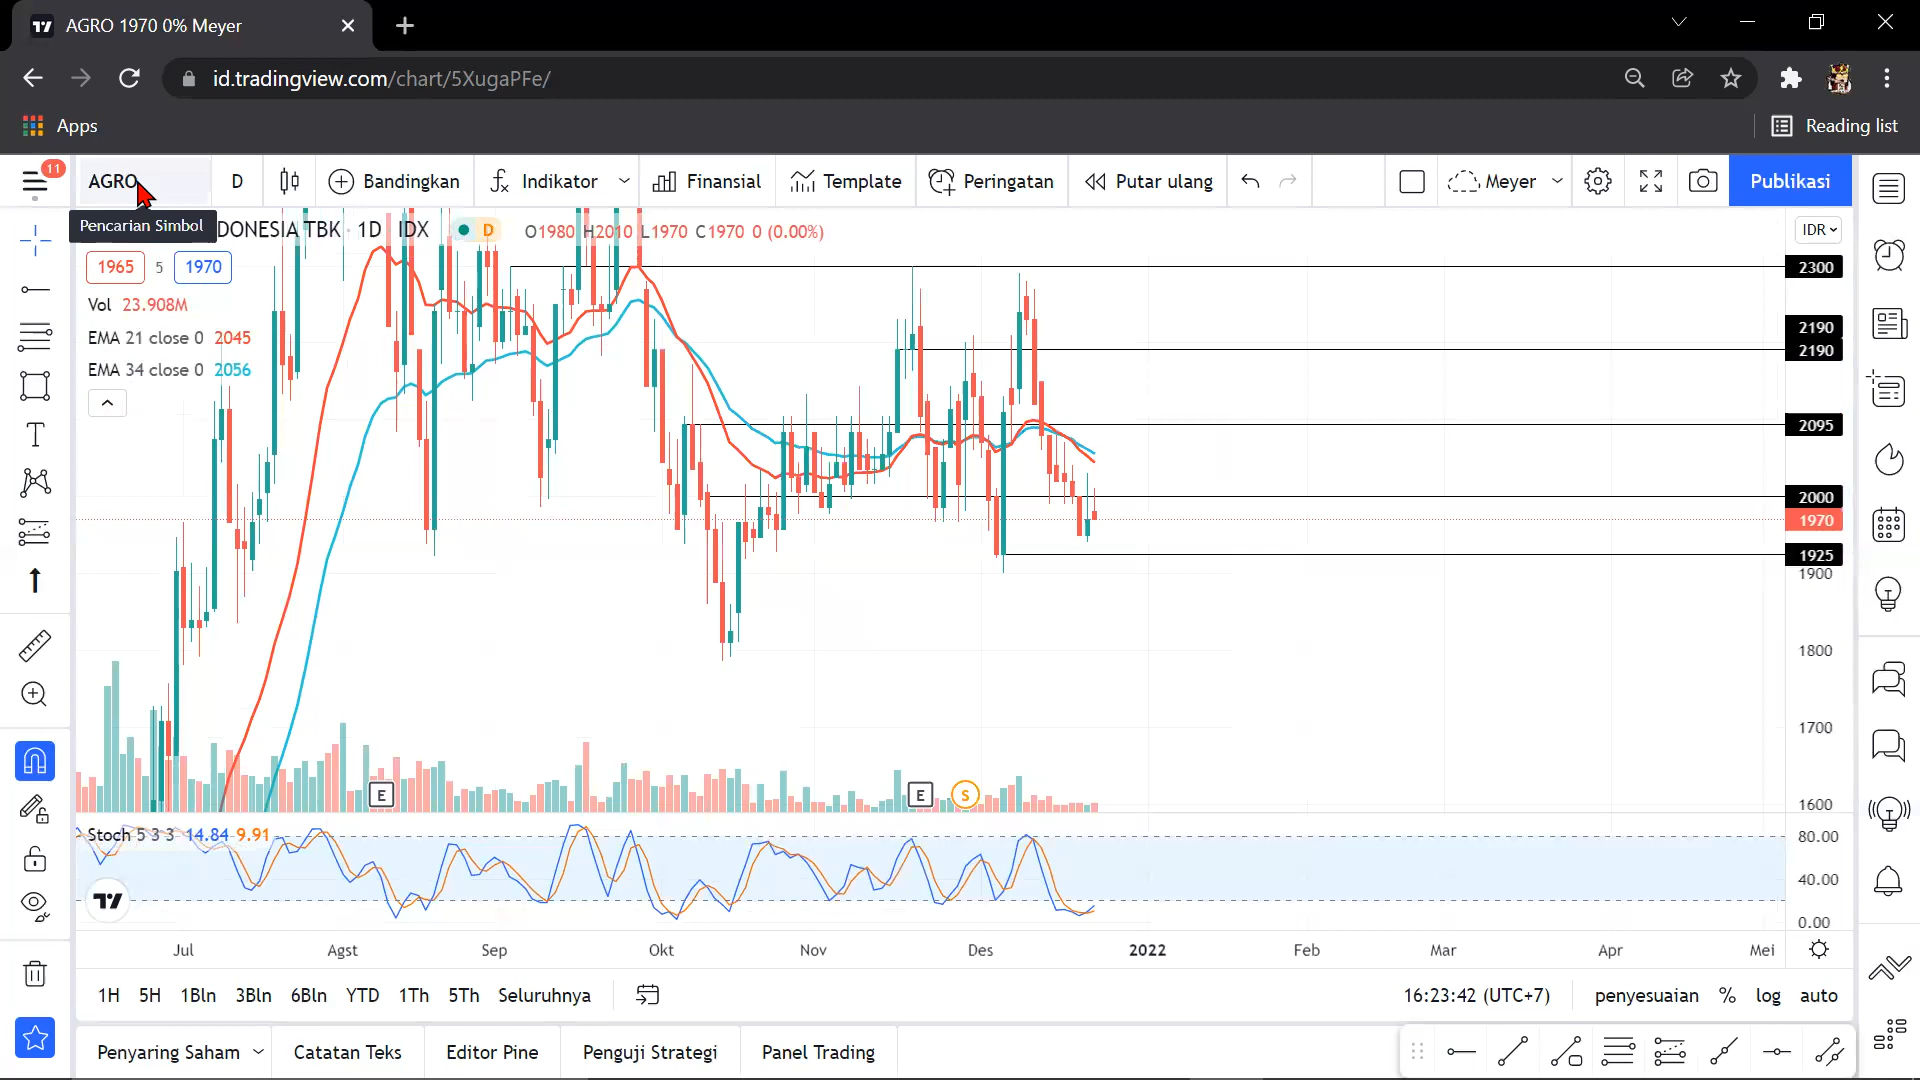 AGRO 1970 0% Meyer
id.tradingview.com/chart/5XugaPFe/
Apps
Reading list
11
AGRO
D
Bandingkan
Indikator
Finansial
Template
Peringatan
Putar ulang
Meyer
Publikasi
Pencarian Simbol
DONESIA TBK · 1D · IDX
D
O1980 H2010 L1970 C1970 0 (0.00%)
IDR
1965
5
1970
Vol 23.908M
EMA 21 close 0 2045
EMA 34 close 0 2056
2300
2190
2190
2095
2000
1970
1925
1900
1800
1700
1600
E
E
S
Stoch 5 3 3 14.84 9.91
80.00
40.00
0.00
Jul
Agst
Sep
Okt
Nov
Des
2022
Feb
Mar
Apr
Mei
1H
5H
1Bln
3Bln
6Bln
YTD
1Th
5Th
Seluruhnya
16:23:42 (UTC+7)
penyesuaian
%
log
auto
Penyaring Saham
Catatan Teks
Editor Pine
Penguji Strategi
Panel Trading